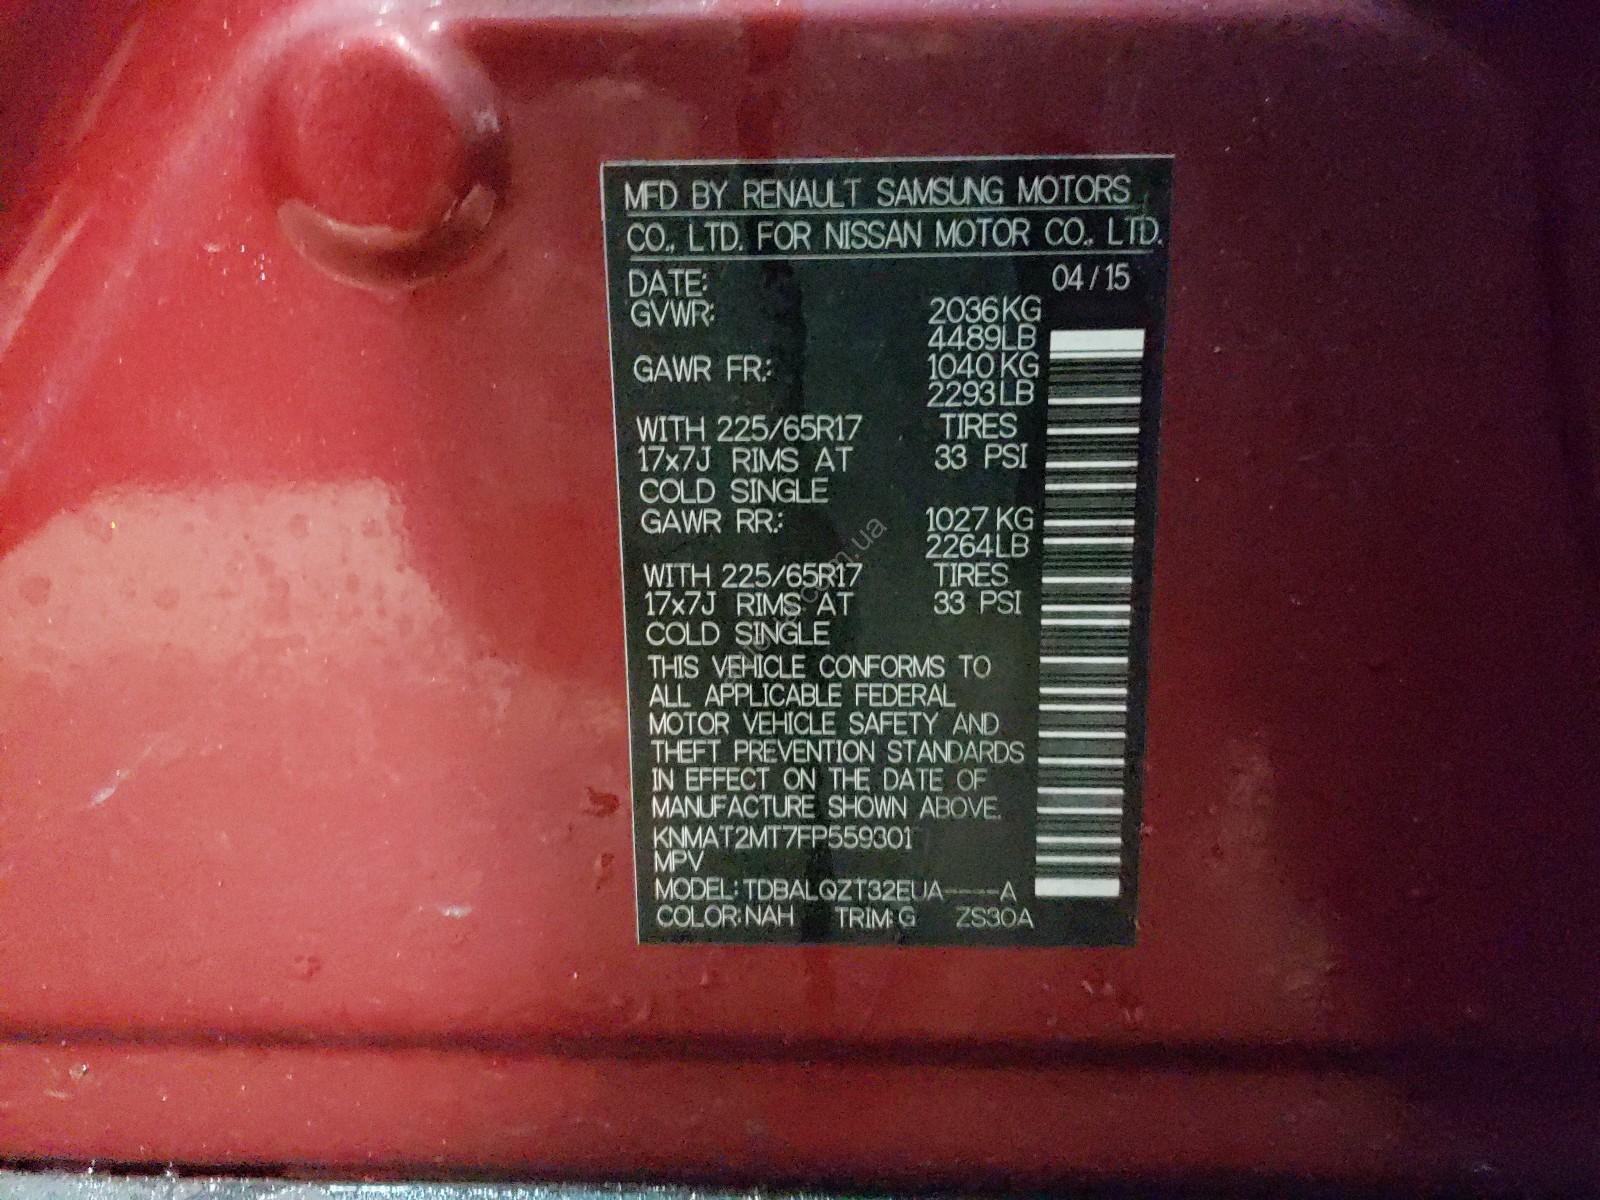 MFD BY RENAULT SAMSUNG MOTORS
CO., LTD. FOR NISSAN MOTOR CO., LTD.
DATE: 04/15
GVWR: 2036KG
4489LB
GAWR FR.: 1040KG
2293LB
WITH 225/65R17 TIRES
17x7J RIMS AT 33 PSI
COLD SINGLE
GAWR RR.: 1027KG
2264LB
WITH 225/65R17 TIRES
17x7J RIMS AT 33 PSI
COLD SINGLE
THIS VEHICLE CONFORMS TO
ALL APPLICABLE FEDERAL
MOTOR VEHICLE SAFETY AND
THEFT PREVENTION STANDARDS
IN EFFECT ON THE DATE OF
MANUFACTURE SHOWN ABOVE.
KNMAT2MT7FP559301
MPV
MODEL: TDBALQZT32EUA----A
COLOR: NAH TRIM: G ZS30A